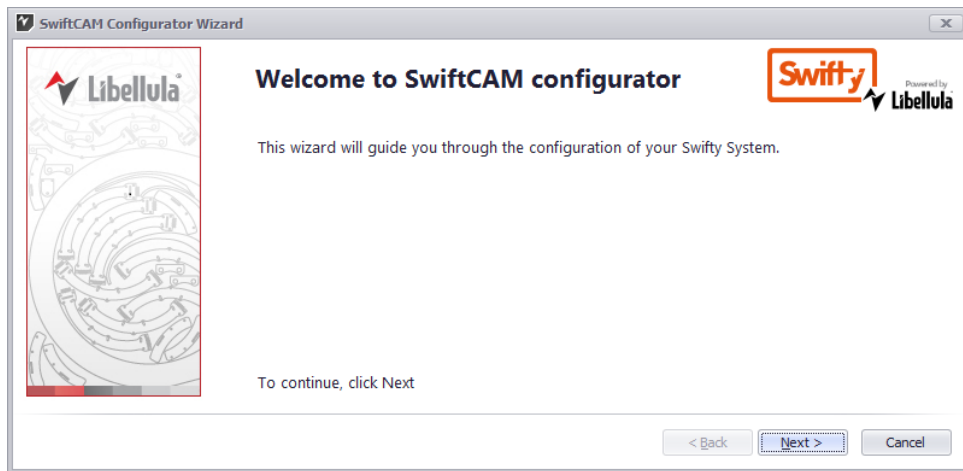 SwiftCAM Configurator Wizard
Libellula
Welcome to SwiftCAM configurator
Swifty
Powered by
Libellula
This wizard will guide you through the configuration of your Swifty System.
To continue, click Next
< Back
Next >
Cancel